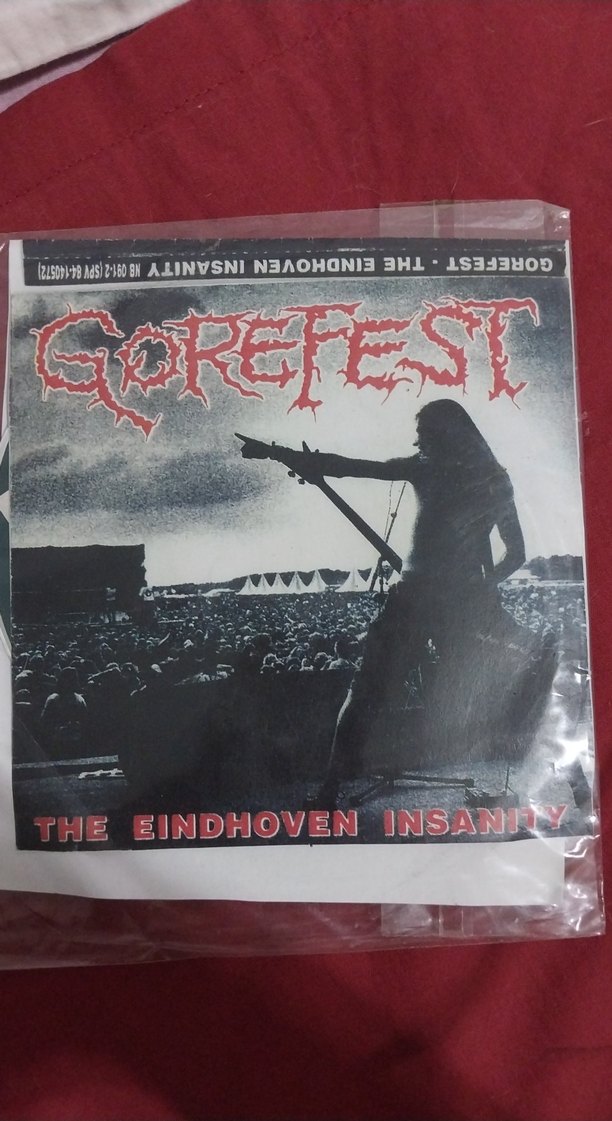 GOREFEST - THE EINDHOVEN INSANITY NB 091-2 (SPV 84-140572)
GOREFEST
THE EINDHOVEN INSANITY